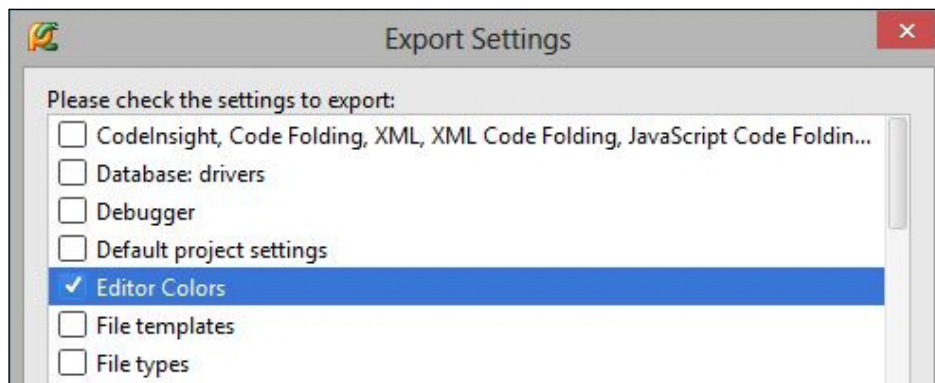 Export Settings
Please check the settings to export:
CodeInsight, Code Folding, XML, XML Code Folding, JavaScript Code Foldin...
Database: drivers
Debugger
Default project settings
Editor Colors
File templates
File types